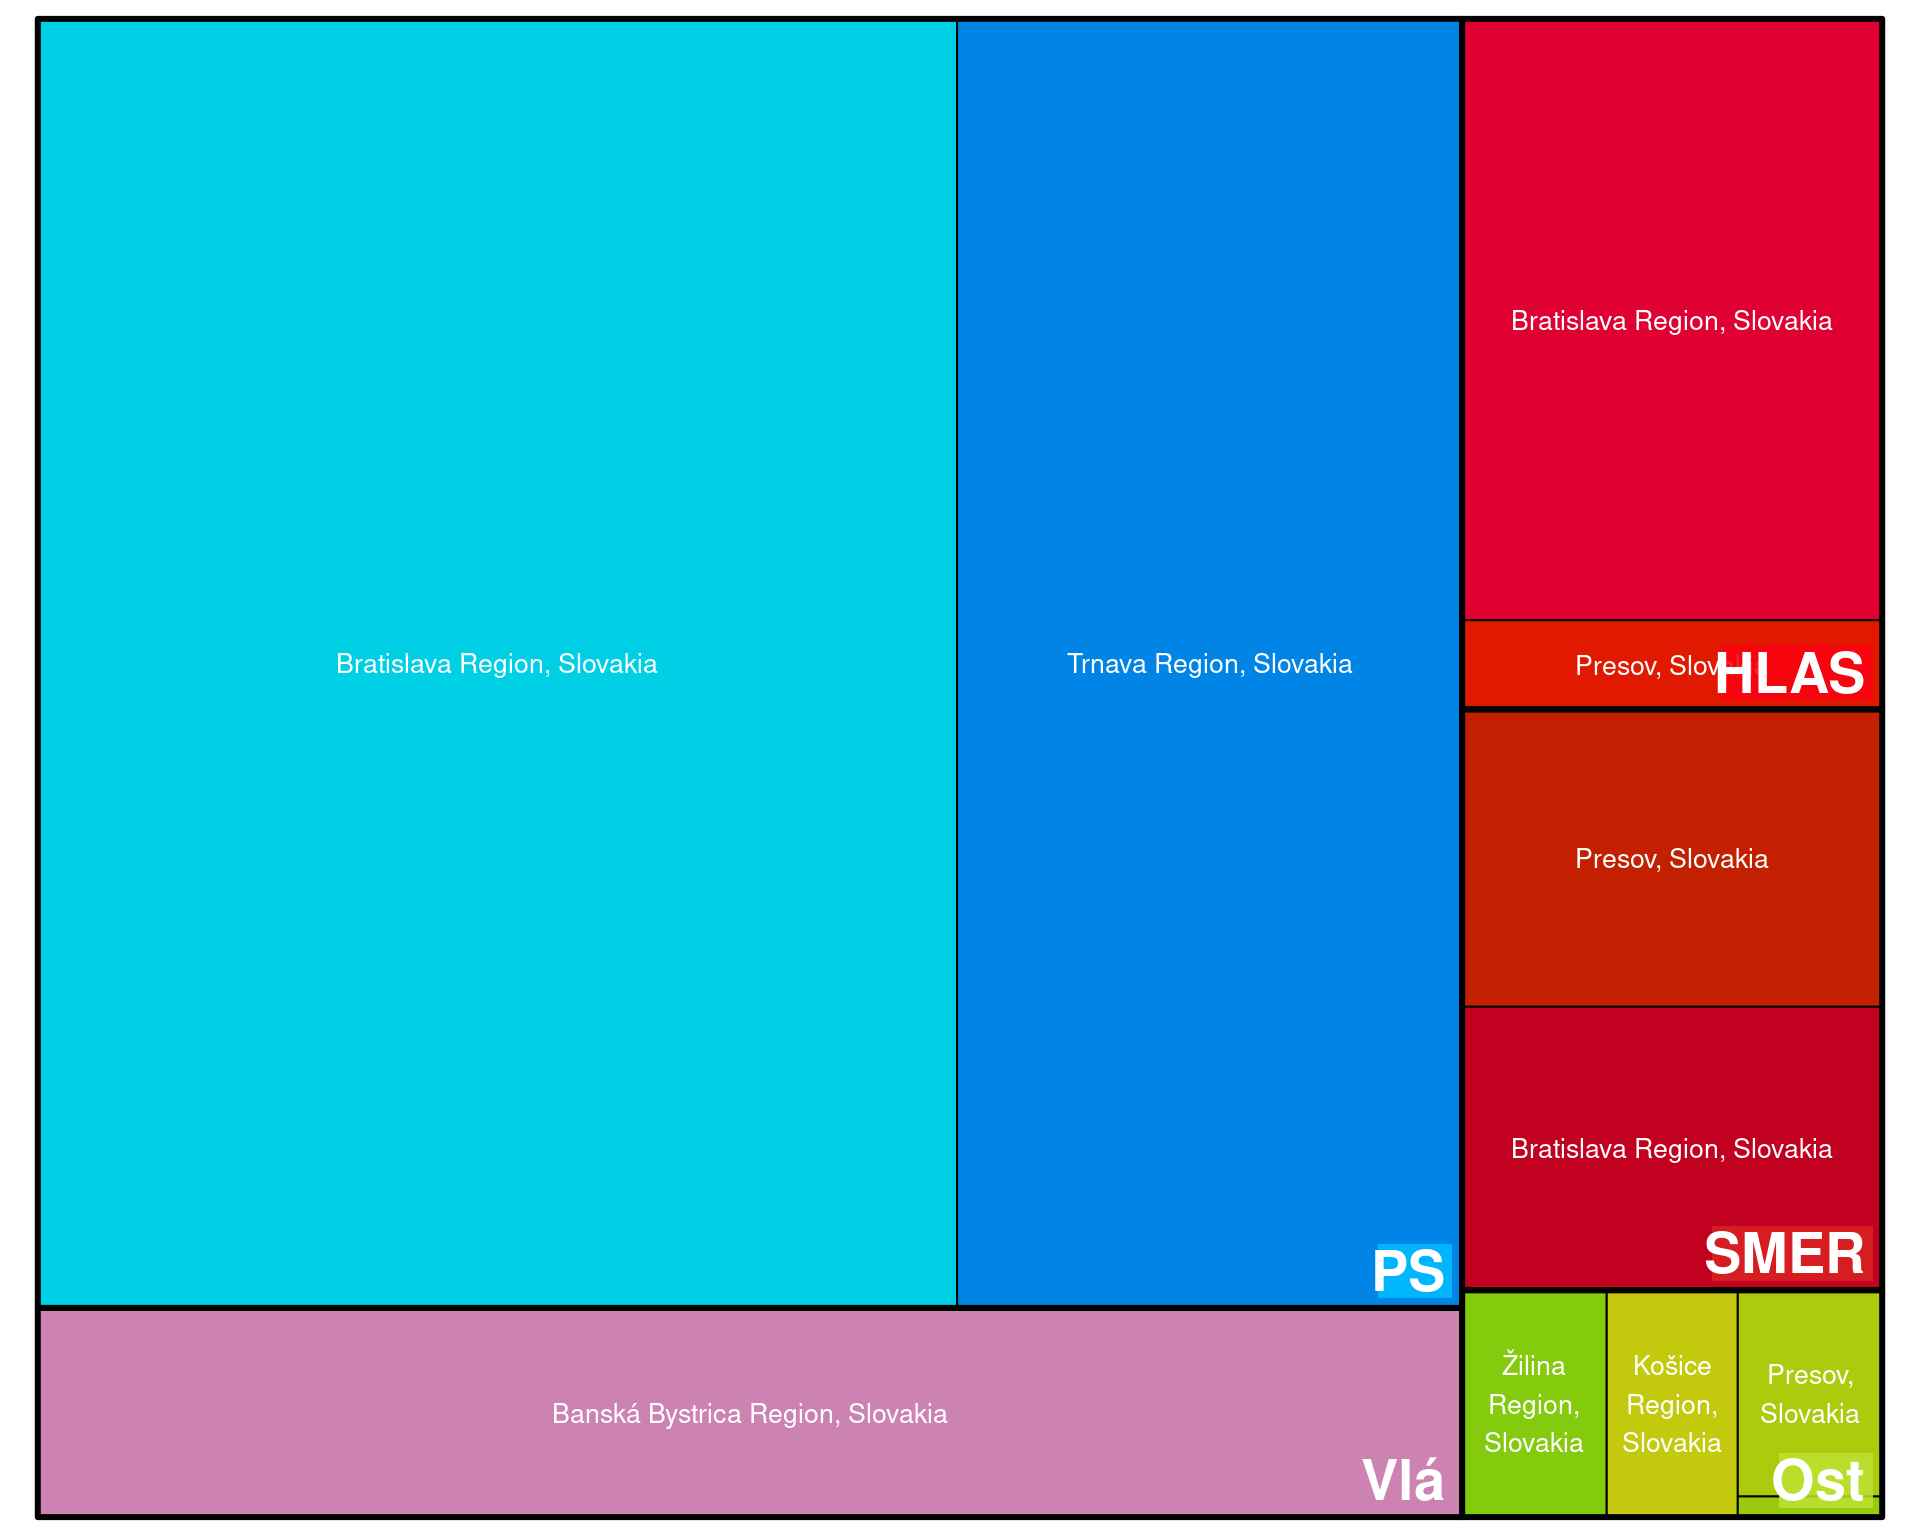 Bratislava Region, Slovakia
Trnava Region, Slovakia
PS
Banská Bystrica Region, Slovakia
Vlá
Bratislava Region, Slovakia
Presov,
HLAS
Presov, Slovakia
Bratislava Region, Slovakia
SMER
Žilina
Region,
Slovakia
Košice
Region,
Slovakia
Presov,
Slovakia
Ost